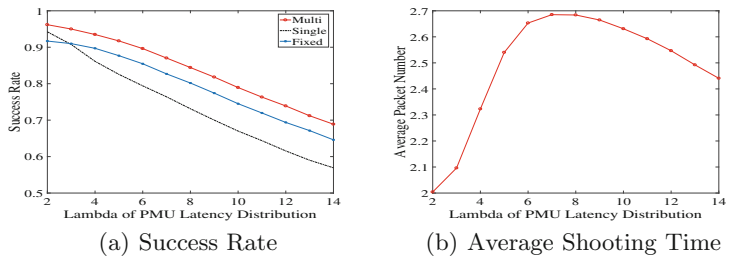 1
0.9
0.8
0.7
0.6
0.5
Success Rate
Multi
Single
Fixed
2 4 6 8 10 12 14
Lambda of PMU Latency Distribution
(a) Success Rate
2.7
2.6
2.5
2.4
2.3
2.2
2.1
2
Average Packet Number
2 4 6 8 10 12 14
Lambda of PMU Latency Distribution
(b) Average Shooting Time